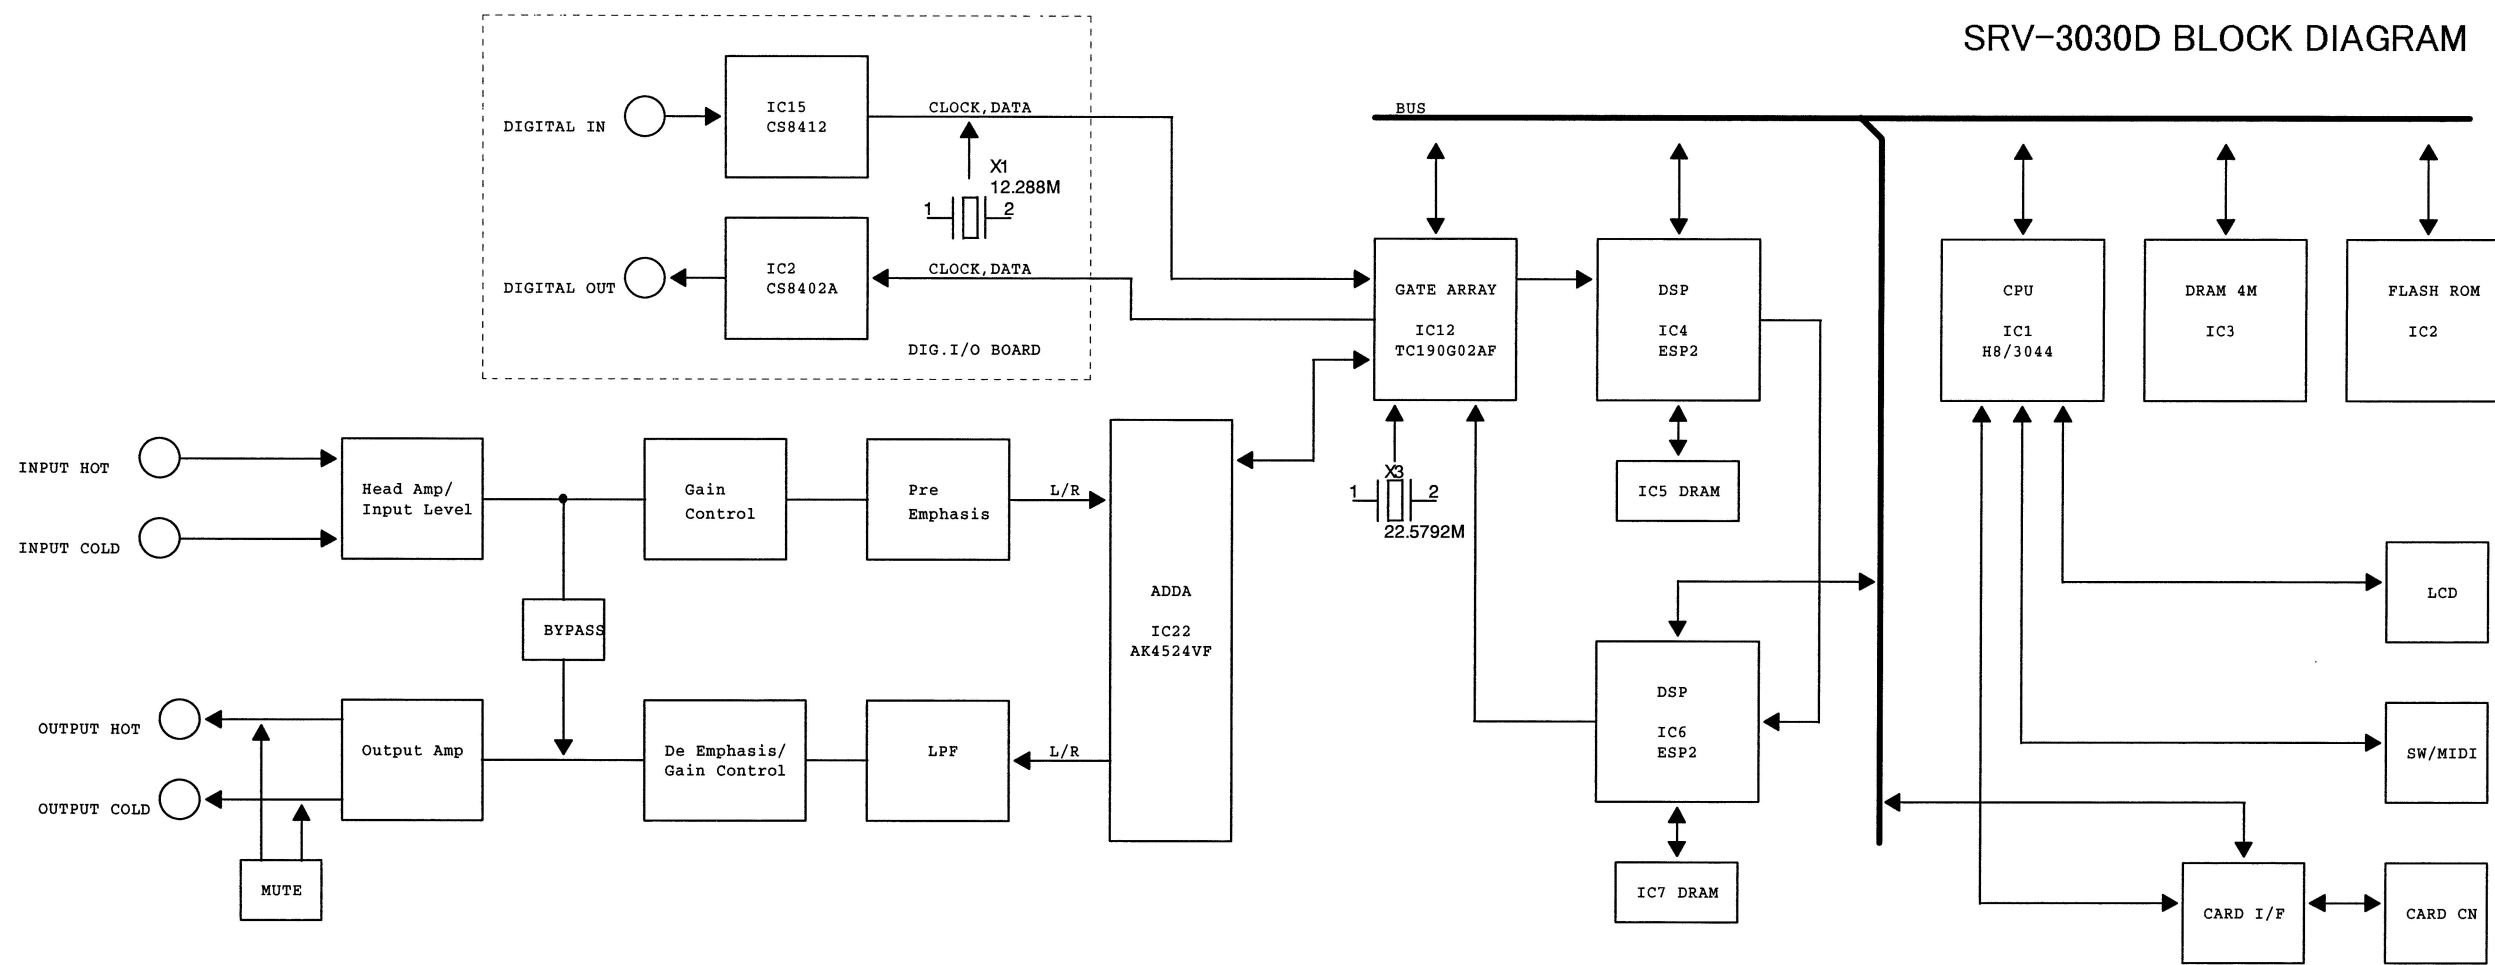 SRV-3030D BLOCK DIAGRAM
DIGITAL IN
IC15
CS8412
CLOCK,DATA
X1
12.288M
1
2
DIGITAL OUT
IC2
CS8402A
CLOCK,DATA
DIG.I/O BOARD
BUS
GATE ARRAY
IC12
TC190G02AF
DSP
IC4
ESP2
CPU
IC1
H8/3044
DRAM 4M
IC3
FLASH ROM
IC2
INPUT HOT
INPUT COLD
Head Amp/
Input Level
Gain
Control
Pre
Emphasis
L/R
X3
1
2
22.5792M
IC5 DRAM
ADDA
IC22
AK4524VF
BYPASS
LCD
OUTPUT HOT
OUTPUT COLD
Output Amp
De Emphasis/
Gain Control
LPF
L/R
DSP
IC6
ESP2
SW/MIDI
MUTE
IC7 DRAM
CARD I/F
CARD CN